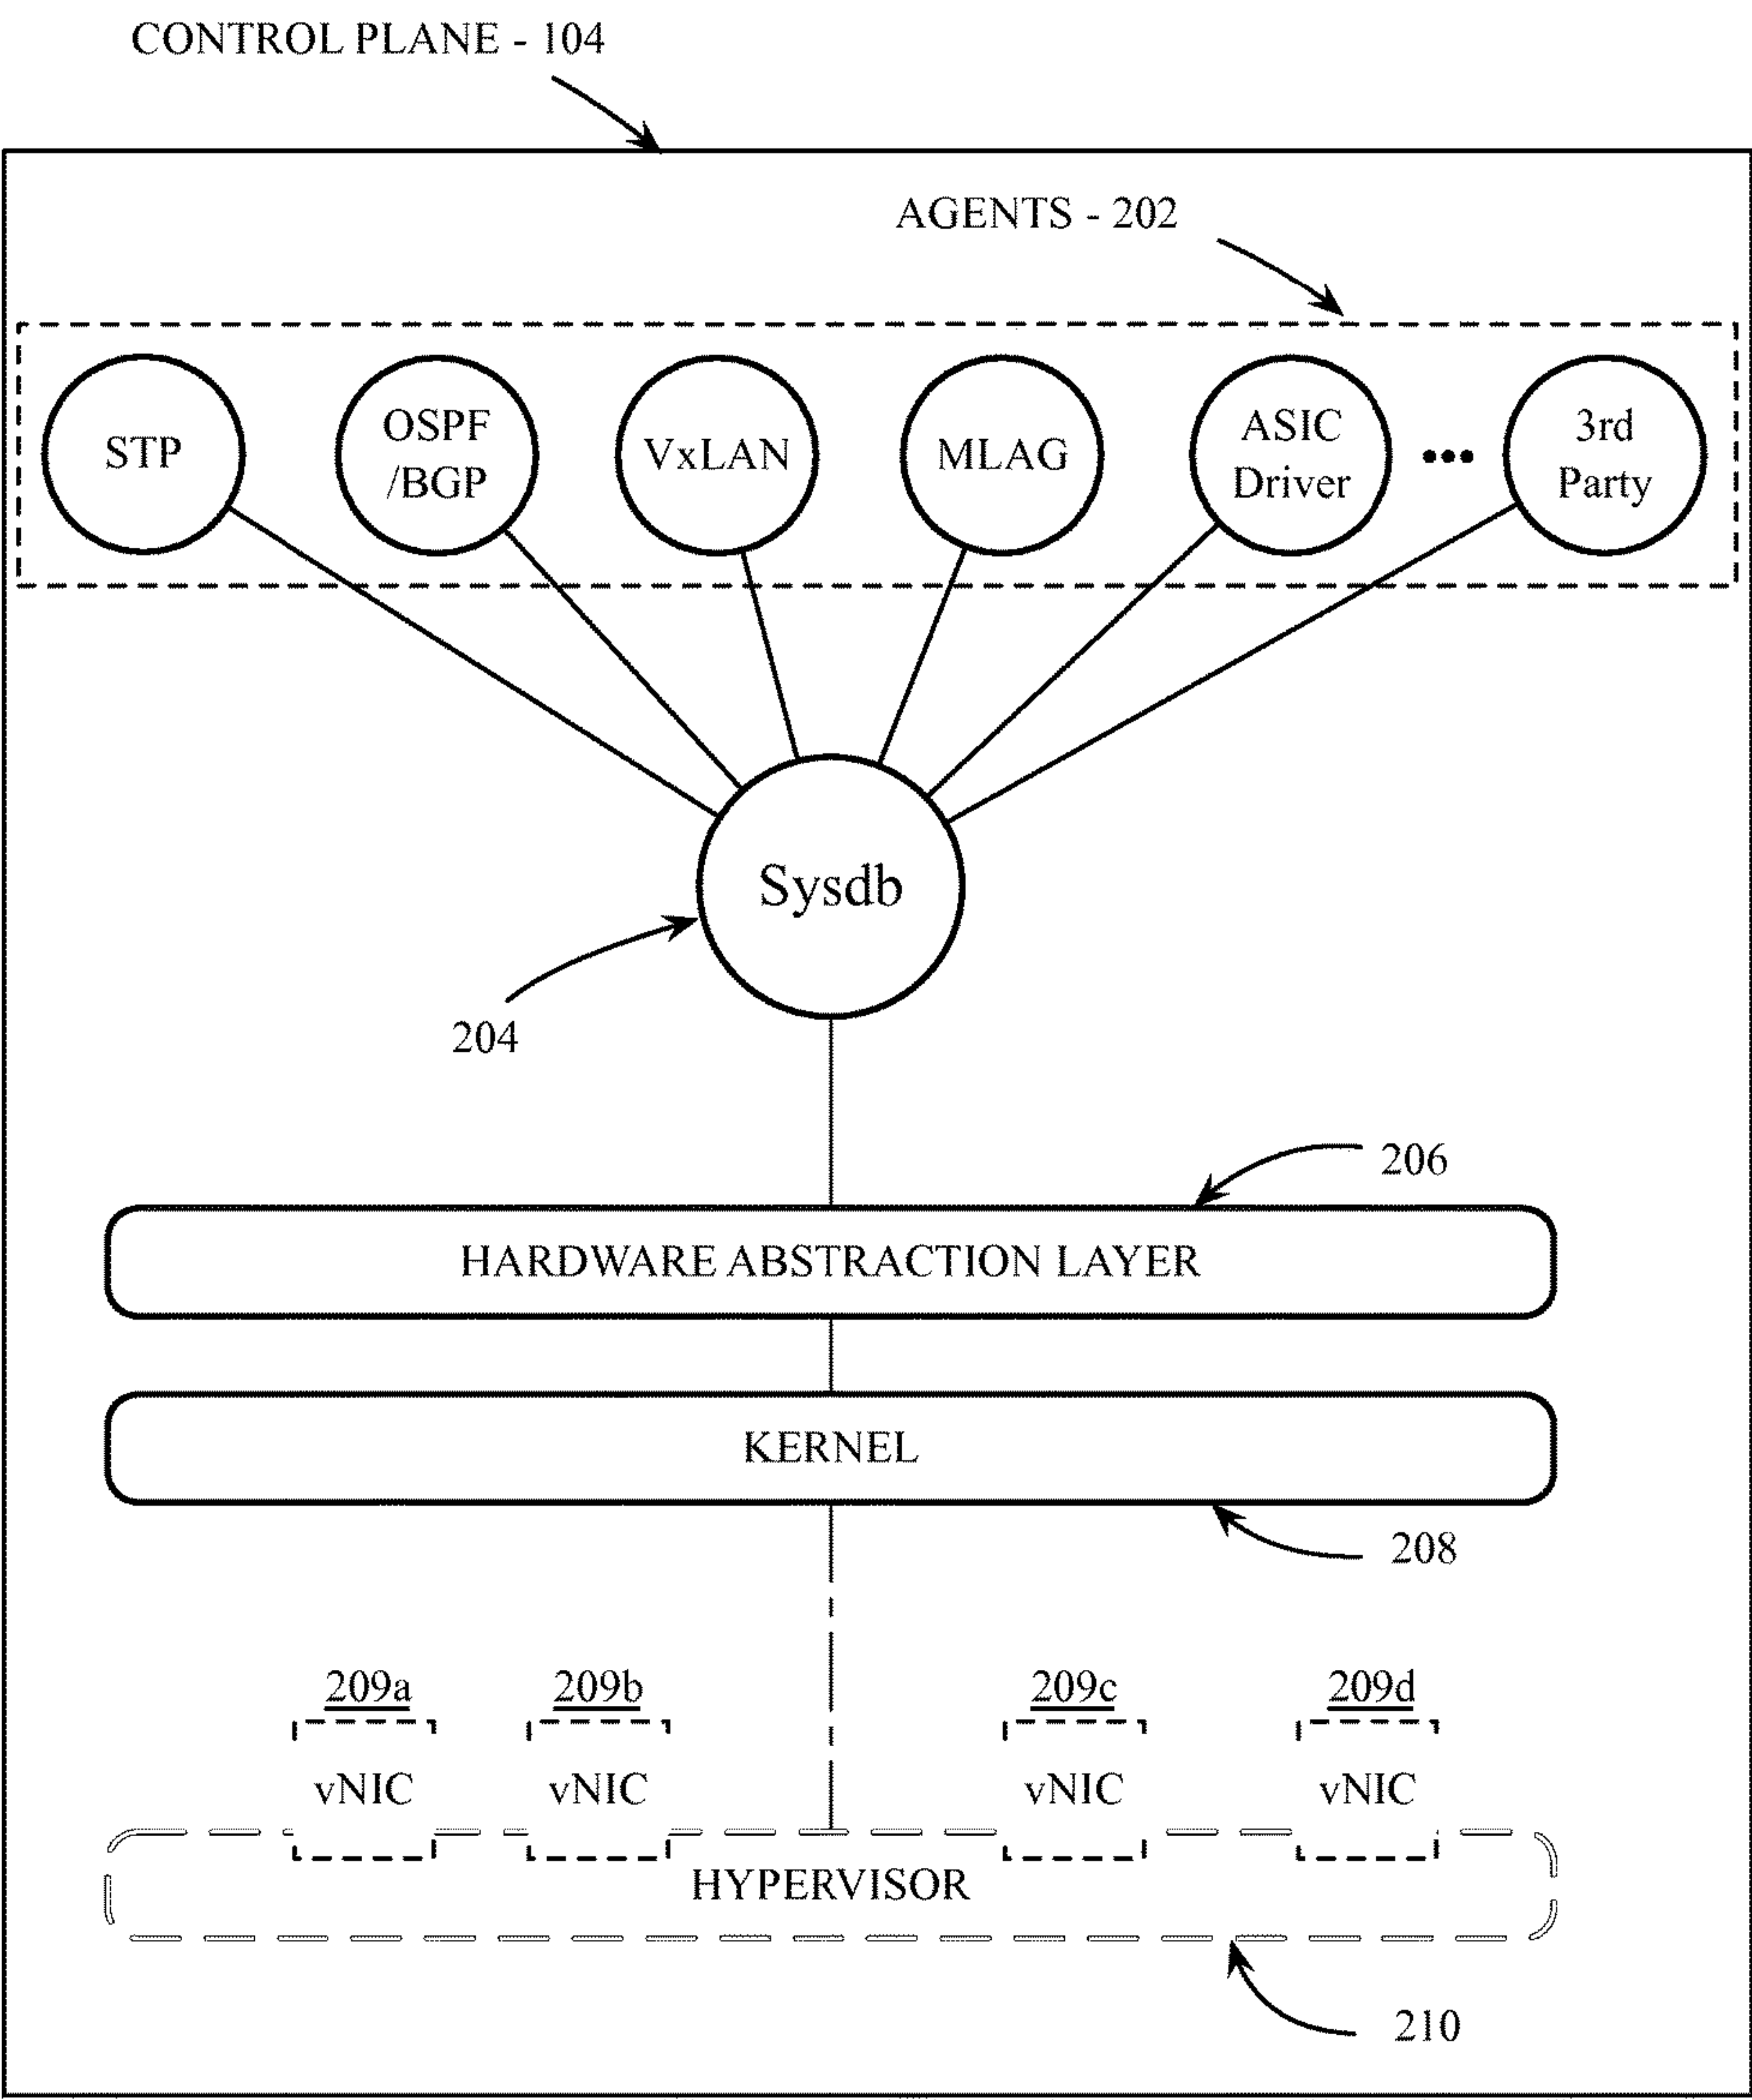 CONTROL PLANE - 104
AGENTS - 202
STP
OSPF
/BGP
VxLAN
MLAG
ASIC
Driver
•••
3rd
Party
Sysdb
204
206
HARDWARE ABSTRACTION LAYER
KERNEL
208
209a
209b
209c
209d
vNIC
vNIC
vNIC
vNIC
HYPERVISOR
210